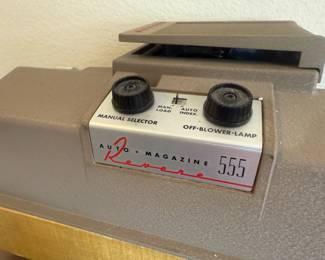 MAN. LOAD
AUTO INDEX
MANUAL SELECTOR
OFF-BLOWER-LAMP
AUTO • MAGAZINE
Revere 555